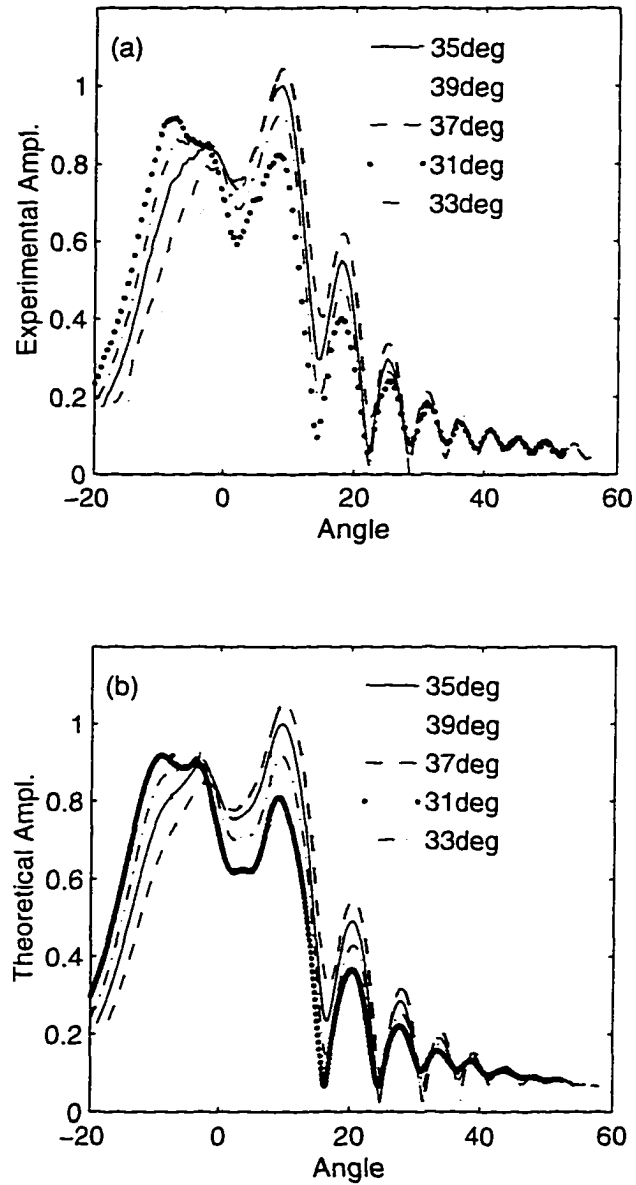 (a)
35deg
39deg
37deg
31deg
33deg
1
0.8
0.6
0.4
0.2
0
Experimental Ampl.
−20 0 20 40 60
Angle
(b)
35deg
39deg
37deg
31deg
33deg
1
0.8
0.6
0.4
0.2
0
Theoretical Ampl.
−20 0 20 40 60
Angle